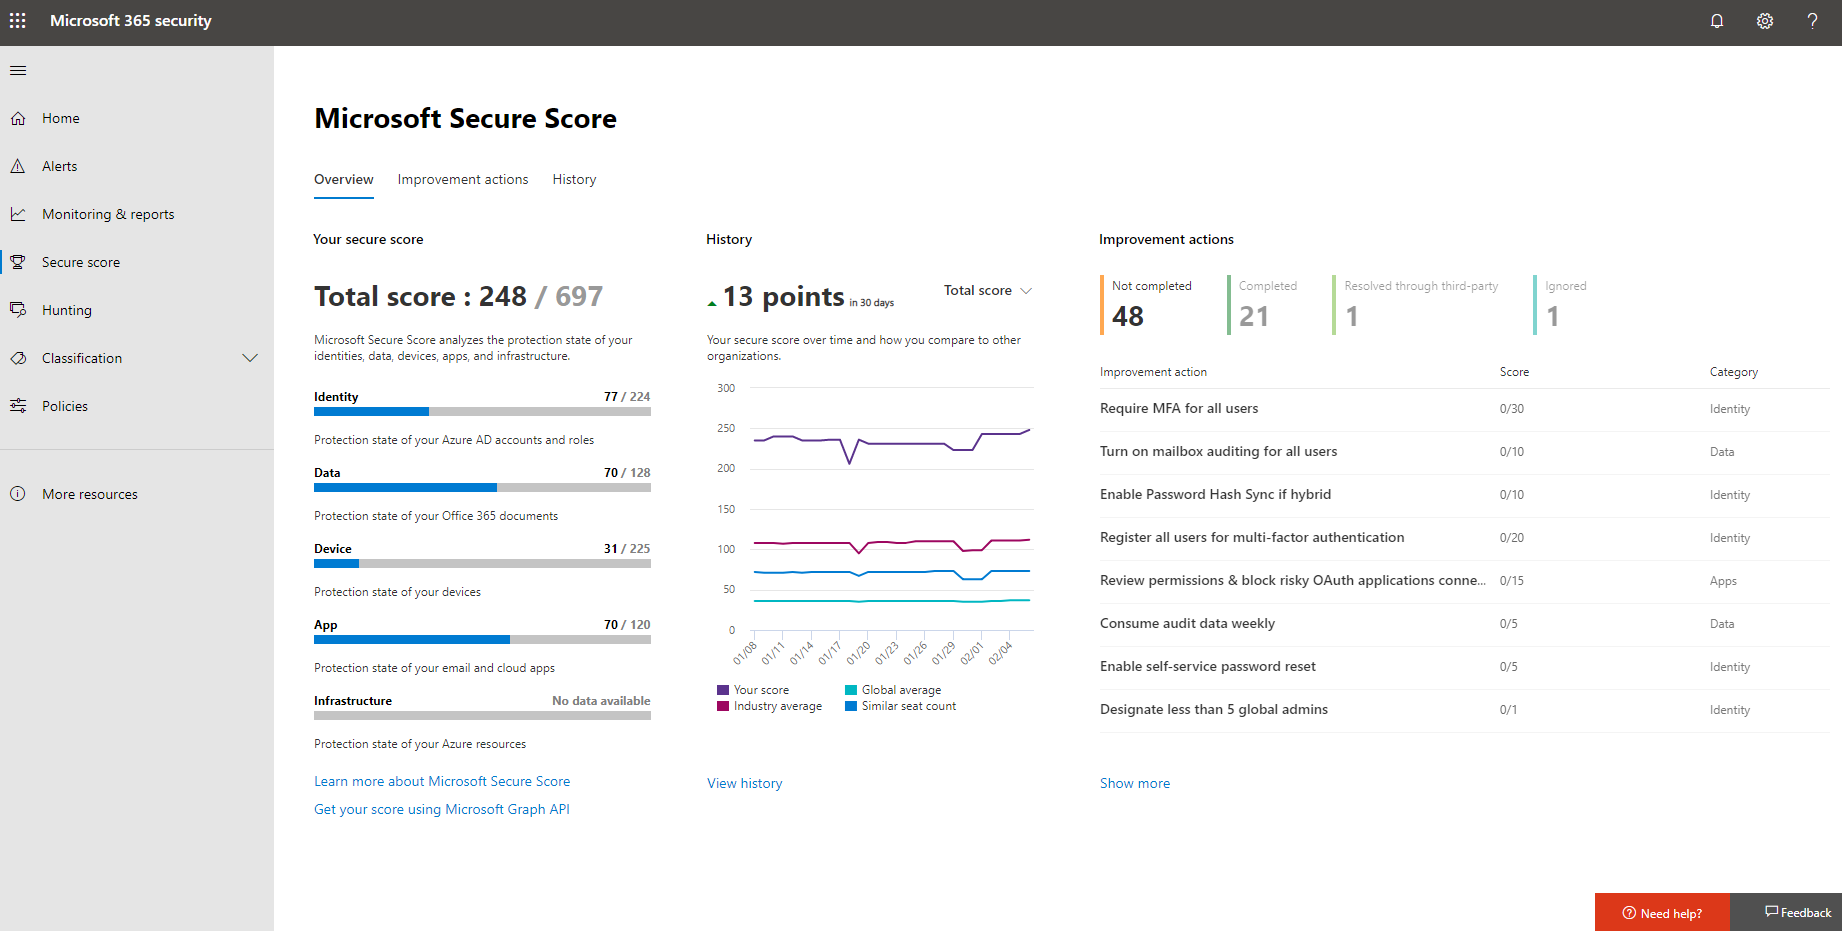 Microsoft 365 security
Home
Alerts
Monitoring & reports
Secure score
Hunting
Classification
Policies
More resources
Microsoft Secure Score
Overview Improvement actions History
Your secure score
Total score : 248 / 697
Microsoft Secure Score analyzes the protection state of your
identities, data, devices, apps, and infrastructure.
Identity 77 / 224
Protection state of your Azure AD accounts and roles
Data 70 / 128
Protection state of your Office 365 documents
Device 31 / 225
Protection state of your devices
App 70 / 120
Protection state of your email and cloud apps
Infrastructure No data available
Protection state of your Azure resources
Learn more about Microsoft Secure Score
Get your score using Microsoft Graph API
History
13 points in 30 days Total score
Your secure score over time and how you compare to other
organizations.
300
250
200
150
100
50
0
01/08 01/11 01/14 01/17 01/20 01/23 01/26 01/29 02/01 02/04
Your score Global average
Industry average Similar seat count
View history
Improvement actions
Not completed Completed Resolved through third-party Ignored
48 21 1 1
Improvement action Score Category
Require MFA for all users 0/30 Identity
Turn on mailbox auditing for all users 0/10 Data
Enable Password Hash Sync if hybrid 0/10 Identity
Register all users for multi-factor authentication 0/20 Identity
Review permissions & block risky OAuth applications conne... 0/15 Apps
Consume audit data weekly 0/5 Data
Enable self-service password reset 0/5 Identity
Designate less than 5 global admins 0/1 Identity
Show more
Need help? Feedback